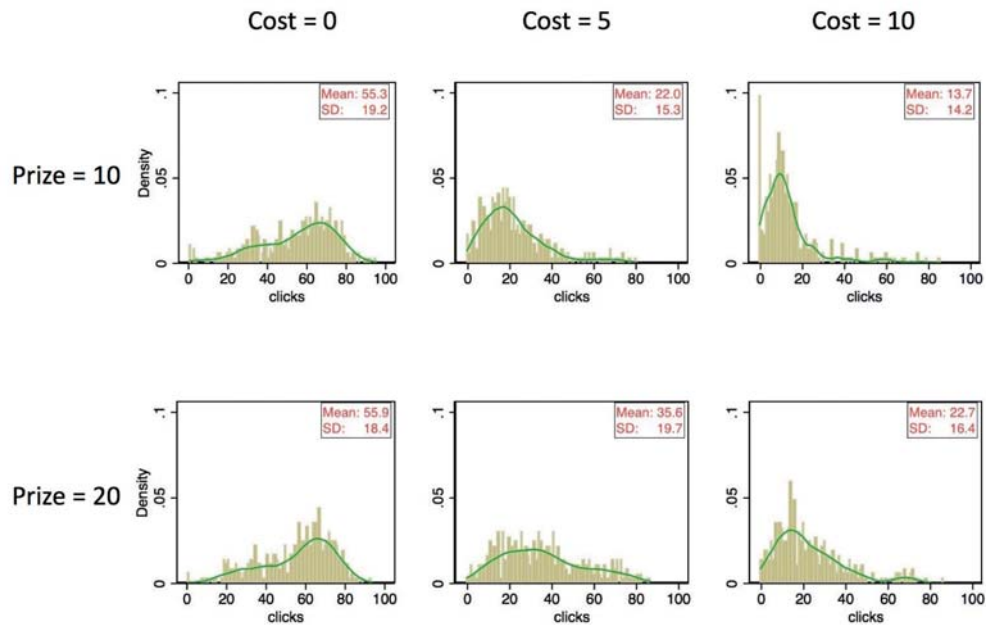 Cost = 0 Cost = 5 Cost = 10
Prize = 10
Density
0 .05 .1
Mean: 55.3
SD: 19.2
0 20 40 60 80 100
clicks
0 .05 .1
Mean: 22.0
SD: 15.3
0 20 40 60 80 100
clicks
0 .05 .1
Mean: 13.7
SD: 14.2
0 20 40 60 80 100
clicks
Prize = 20
Density
0 .05 .1
Mean: 55.9
SD: 18.4
0 20 40 60 80 100
clicks
0 .05 .1
Mean: 35.6
SD: 19.7
0 20 40 60 80 100
clicks
0 .05 .1
Mean: 22.7
SD: 16.4
0 20 40 60 80 100
clicks